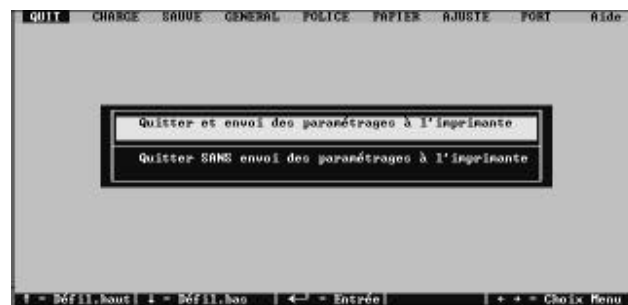 QUIT CHARGE SAUVE GENERAL POLICE PAPIER AJUSTE PORT Aide
Quitter et envoi des paramétrages à l'imprimante
Quitter SANS envoi des paramétrages à l'imprimante
↑ = Défil.haut| ↓ = Défil.bas | ←┘ = Entrée| | ← → = Choix Menu